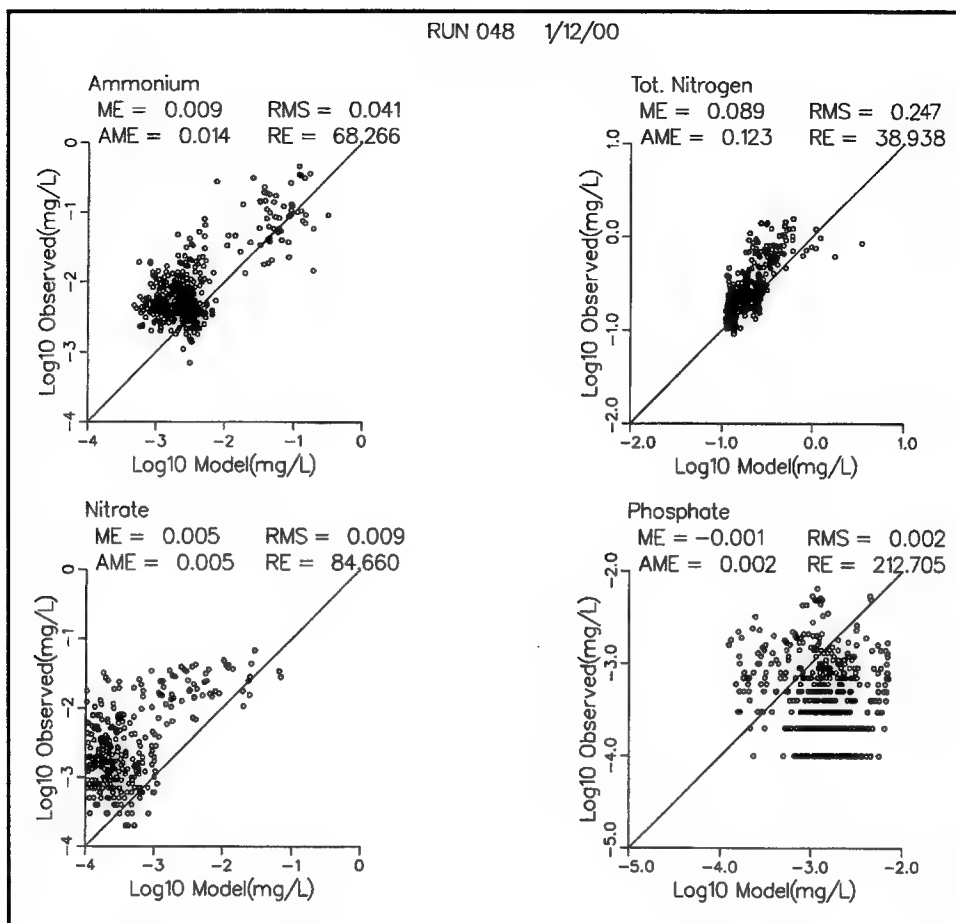 RUN 048 1/12/00
Ammonium
ME = 0.009 RMS = 0.041
AME = 0.014 RE = 68.266
0
-1
-2
-3
-4
Log10 Observed(mg/L)
-4 -3 -2 -1 0
Log10 Model(mg/L)
Tot. Nitrogen
ME = 0.089 RMS = 0.247
AME = 0.123 RE = 38.938
1.0
0.0
-1.0
-2.0
Log10 Observed(mg/L)
-2.0 -1.0 0.0 1.0
Log10 Model(mg/L)
Nitrate
ME = 0.005 RMS = 0.009
AME = 0.005 RE = 84.660
0
-1
-2
-3
-4
Log10 Observed(mg/L)
-4 -3 -2 -1 0
Log10 Model(mg/L)
Phosphate
ME = -0.001 RMS = 0.002
AME = 0.002 RE = 212.705
-2.0
-3.0
-4.0
-5.0
Log10 Observed(mg/L)
-5.0 -4.0 -3.0 -2.0
Log10 Model(mg/L)